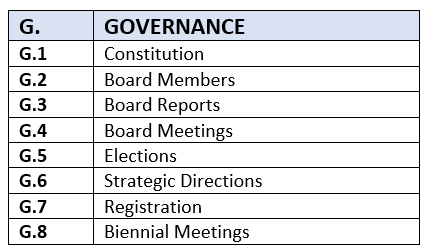 G. GOVERNANCE
G.1 Constitution
G.2 Board Members
G.3 Board Reports
G.4 Board Meetings
G.5 Elections
G.6 Strategic Directions
G.7 Registration
G.8 Biennial Meetings